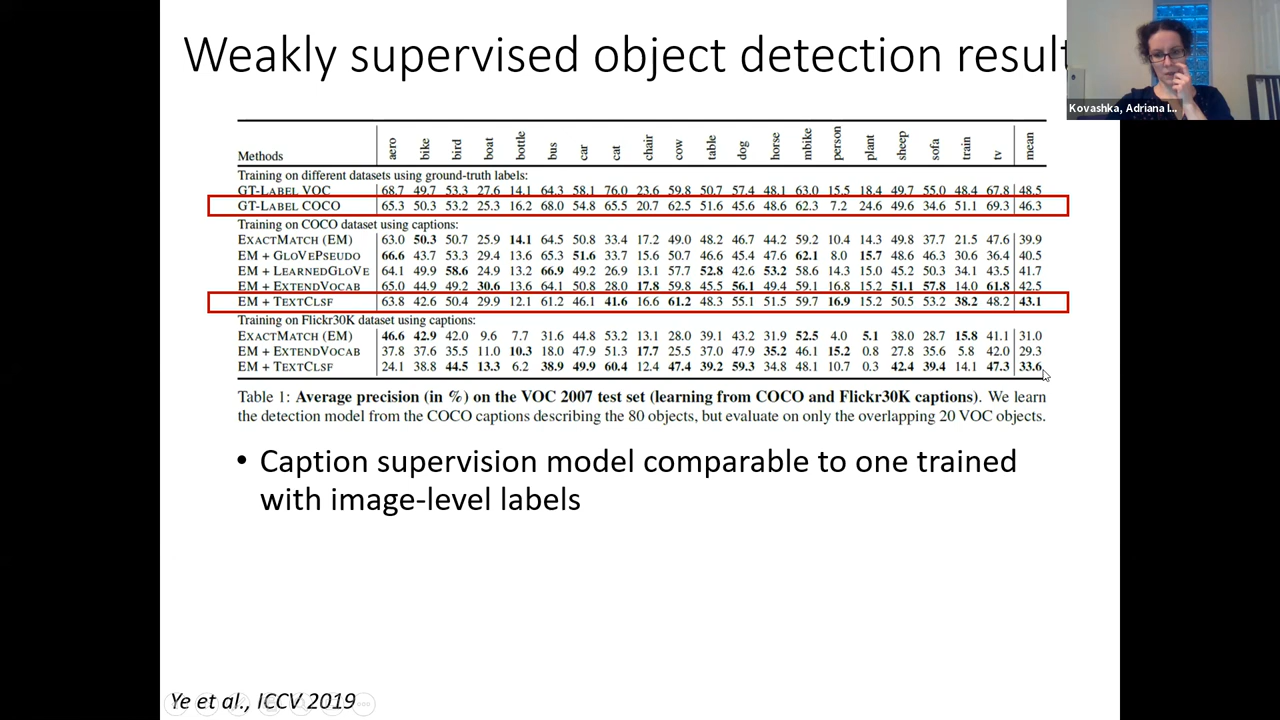 Weakly supervised object detection result
Kovashka, Adriana I...
Methods aero bike bird boat bottle bus car cat chair cow table dog horse mbike person plant sheep sofa train tv mean
Training on different datasets using ground-truth labels:
GT-LABEL VOC 68.7 49.7 53.3 27.6 14.1 64.3 58.1 76.0 23.6 59.8 50.7 57.4 48.1 63.0 15.5 18.4 49.7 55.0 48.4 67.8 48.5
GT-LABEL COCO 65.3 50.3 53.2 25.3 16.2 68.0 54.8 65.5 20.7 62.5 51.6 45.6 48.6 62.3 7.2 24.6 49.6 34.6 51.1 69.3 46.3
Training on COCO dataset using captions:
EXACTMATCH (EM) 63.0 50.3 50.7 25.9 14.1 64.5 50.8 33.4 17.2 49.0 48.2 46.7 44.2 59.2 10.4 14.3 49.8 37.7 21.5 47.6 39.9
EM + GLOVEPSEUDO 66.6 43.7 53.3 29.4 13.6 65.3 51.6 33.7 15.6 50.7 46.6 45.4 47.6 62.1 8.0 15.7 48.6 46.3 30.6 36.4 40.5
EM + LEARNEDGLOVE 64.1 49.9 58.6 24.9 13.2 66.9 49.2 26.9 13.1 57.7 52.8 42.6 53.2 58.6 14.3 15.0 45.2 50.3 34.1 43.5 41.7
EM + EXTENDVOCAB 65.0 44.9 49.2 30.6 13.6 64.1 50.8 28.0 17.8 59.8 45.5 56.1 49.4 59.1 16.8 15.2 51.1 57.8 14.0 61.8 42.5
EM + TEXTCLSF 63.8 42.6 50.4 29.9 12.1 61.2 46.1 41.6 16.6 61.2 48.3 55.1 51.5 59.7 16.9 15.2 50.5 53.2 38.2 48.2 43.1
Training on Flickr30K dataset using captions:
EXACTMATCH (EM) 46.6 42.9 42.0 9.6 7.7 31.6 44.8 53.2 13.1 28.0 39.1 43.2 31.9 52.5 4.0 5.1 38.0 28.7 15.8 41.1 31.0
EM + EXTENDVOCAB 37.8 37.6 35.5 11.0 10.3 18.0 47.9 51.3 17.7 25.5 37.0 47.9 35.2 46.1 15.2 0.8 27.8 35.6 5.8 42.0 29.3
EM + TEXTCLSF 24.1 38.8 44.5 13.3 6.2 38.9 49.9 60.4 12.4 47.4 39.2 59.3 34.8 48.1 10.7 0.3 42.4 39.4 14.1 47.3 33.6
Table 1: Average precision (in %) on the VOC 2007 test set (learning from COCO and Flickr30K captions). We learn
the detection model from the COCO captions describing the 80 objects, but evaluate on only the overlapping 20 VOC objects.
• Caption supervision model comparable to one trained
with image-level labels
Ye et al., ICCV 2019